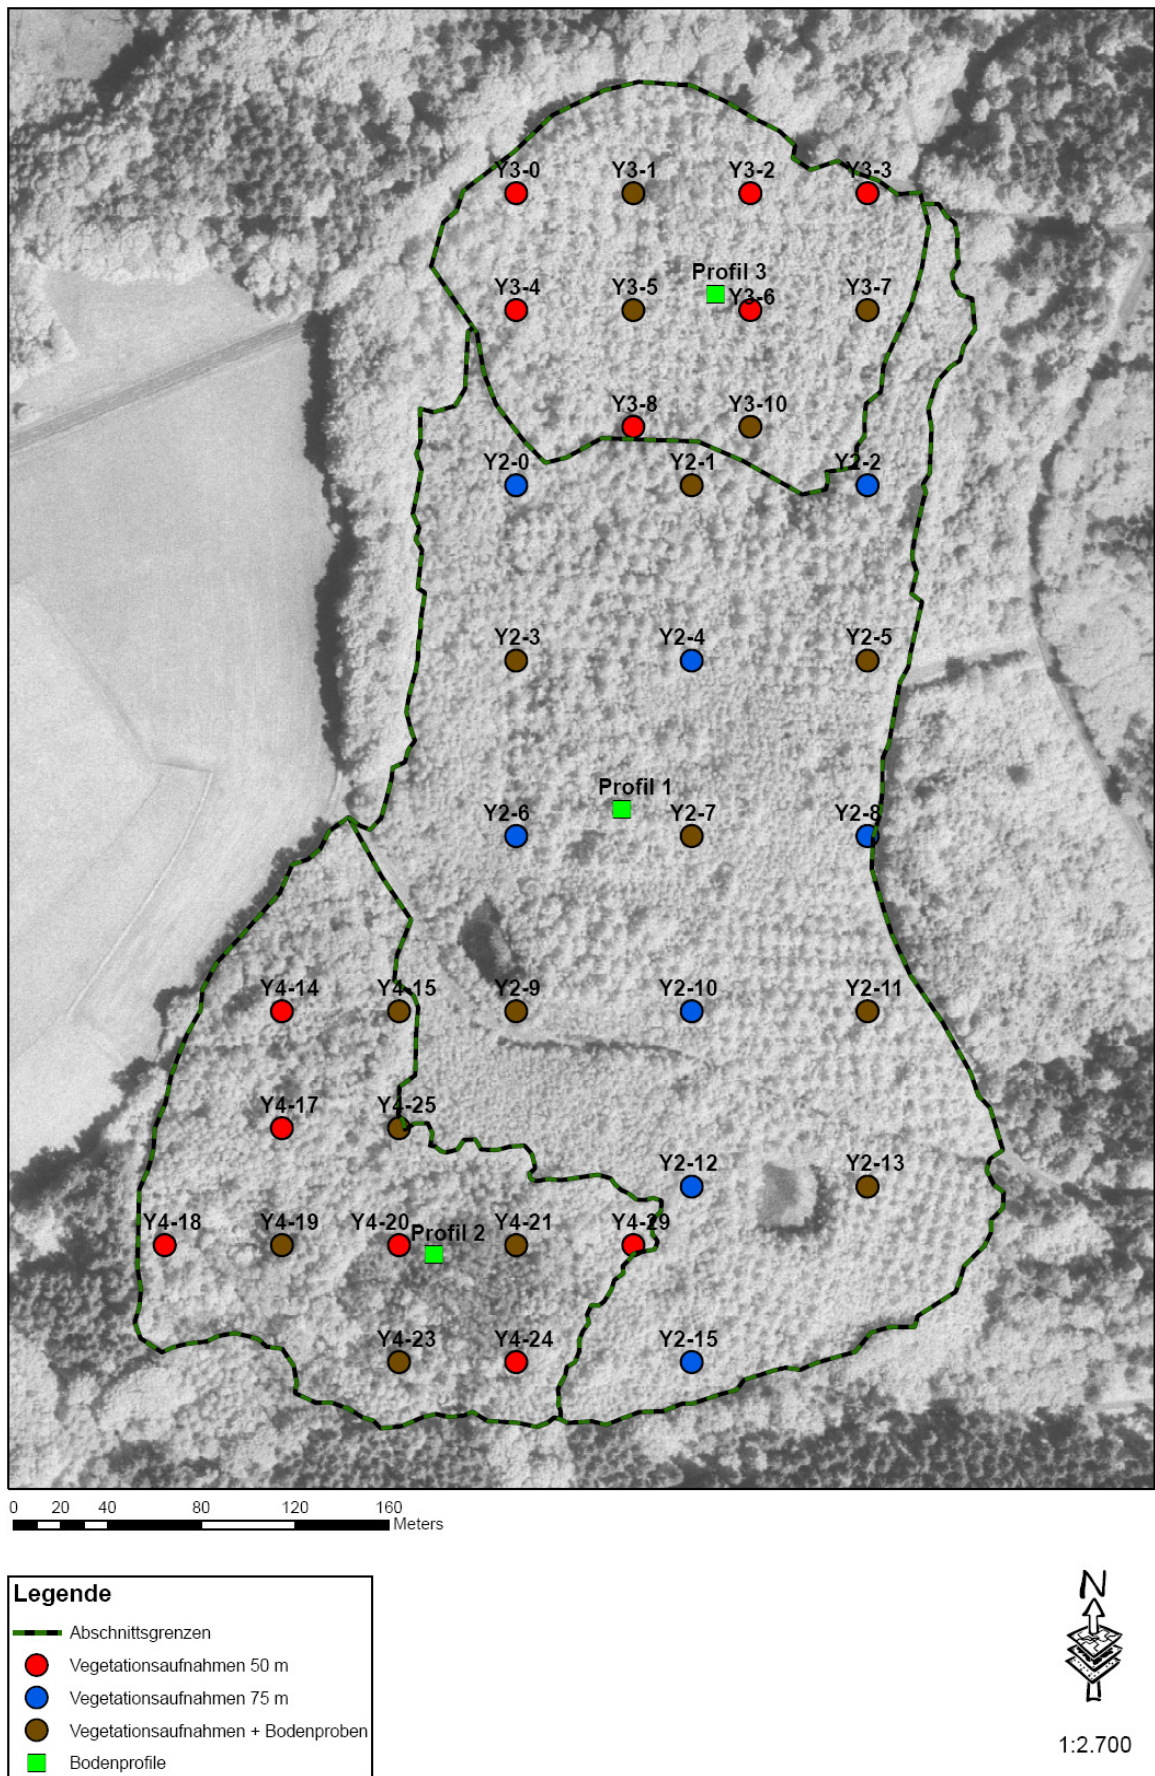 Y3-0 Y3-1 Y3-2 Y3-3
Profil 3
Y3-4 Y3-5 Y3-6 Y3-7
Y3-8 Y3-10
Y2-0 Y2-1 Y2-2
Y2-3 Y2-4 Y2-5
Profil 1
Y2-6 Y2-7 Y2-8
Y4-14 Y4-15 Y2-9 Y2-10 Y2-11
Y4-17 Y4-25
Y2-12 Y2-13
Y4-18 Y4-19 Y4-20 Profil 2 Y4-21 Y4-29
Y4-23 Y4-24 Y2-15
0 20 40 80 120 160
Meters
Legende
Abschnittsgrenzen
Vegetationsaufnahmen 50 m
Vegetationsaufnahmen 75 m
Vegetationsaufnahmen + Bodenproben
Bodenprofile
N
1:2.700